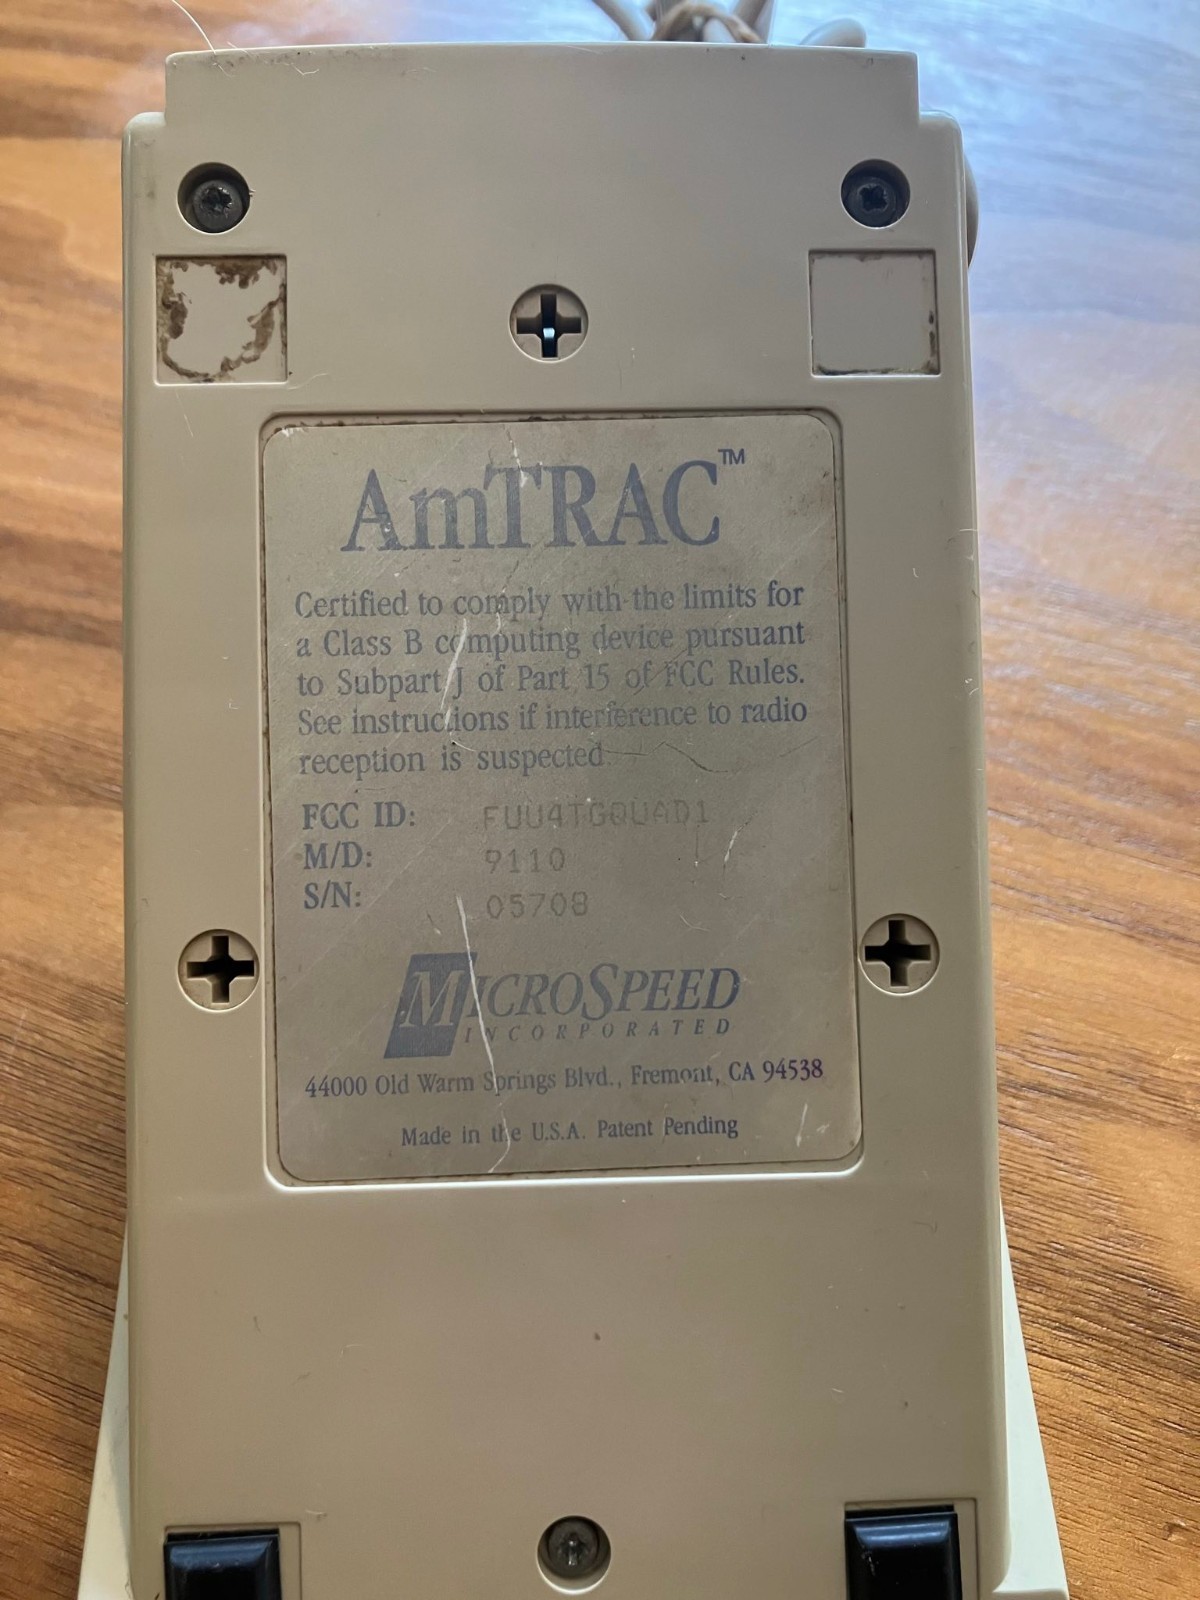 AmTRAC™
Certified to comply with the limits for
a Class B computing device pursuant
to Subpart J of Part 15 of FCC Rules.
See instructions if interference to radio
reception is suspected.
FCC ID: FUU4TGQUAD1
M/D: 9110
S/N: 05708
MICROSPEED
INCORPORATED
44000 Old Warm Springs Blvd., Fremont, CA 94538
Made in the U.S.A. Patent Pending